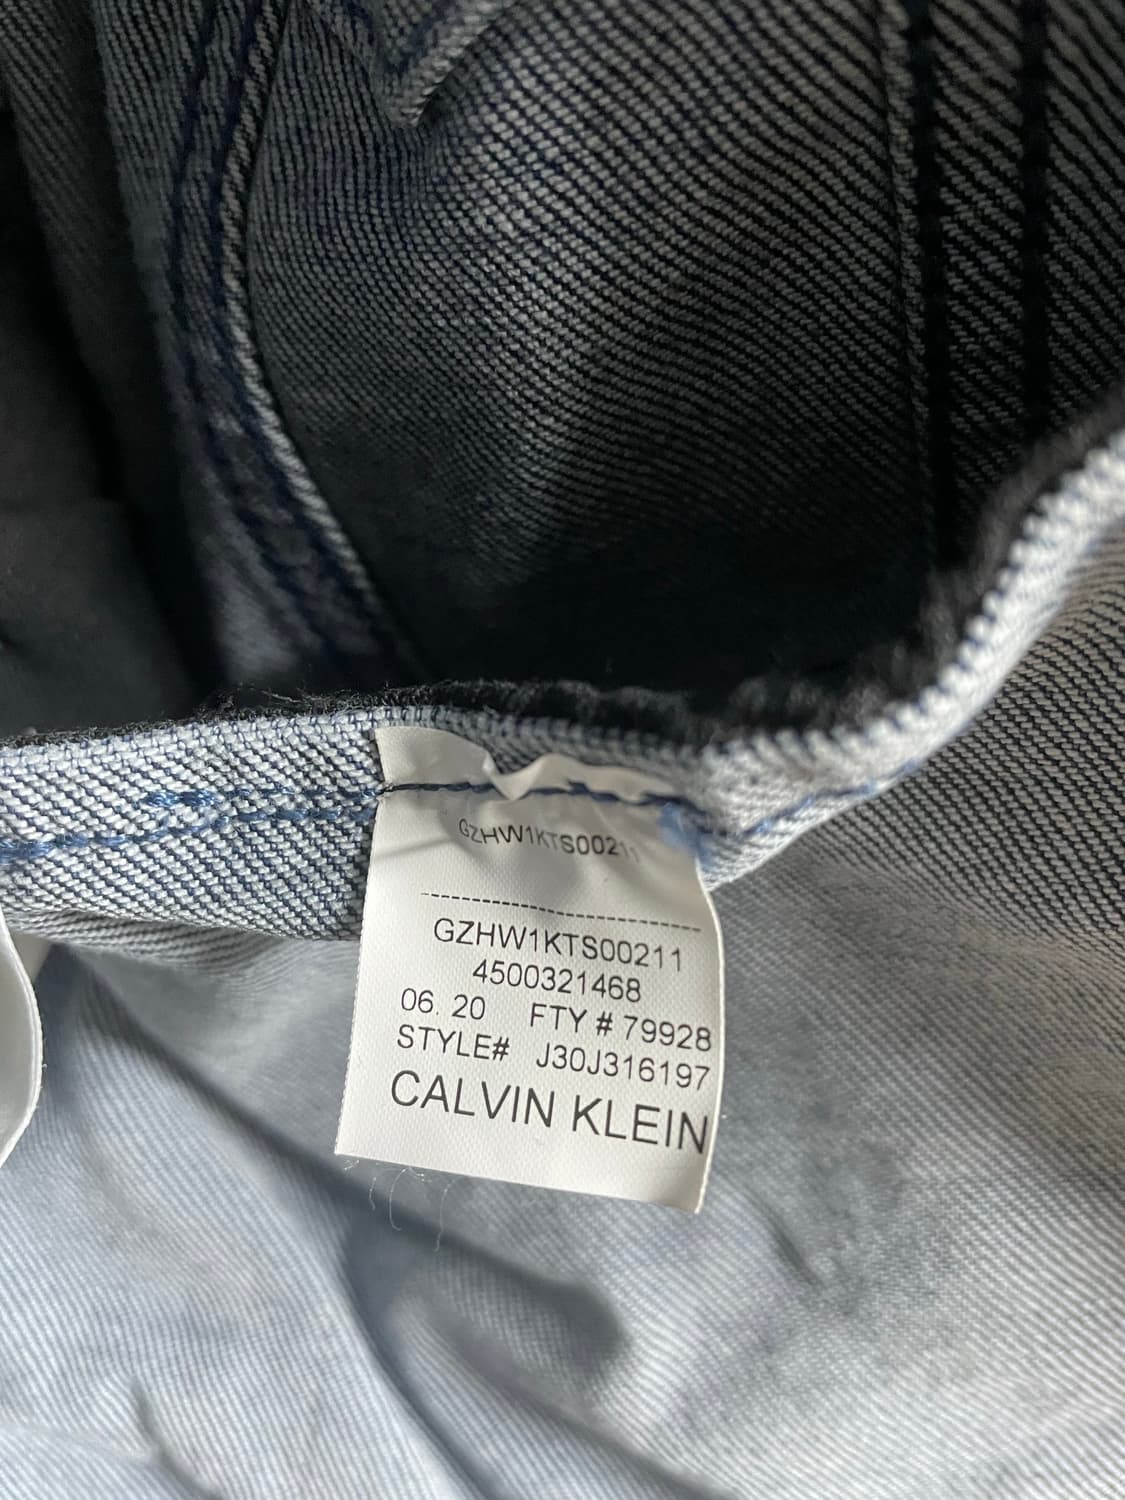 GZHW1KTS00211
GZHW1KTS00211
4500321468
06. 20 FTY # 79928
STYLE# J30J316197
CALVIN KLEIN